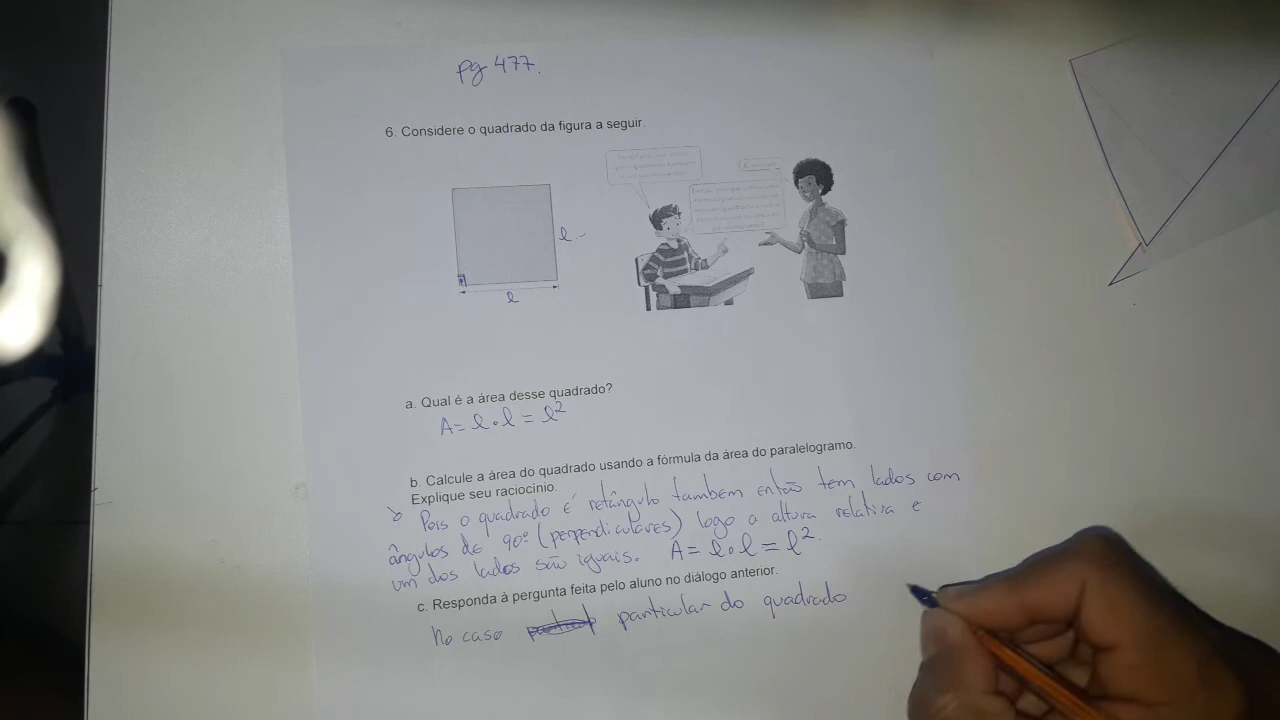 pg 477.
6. Considere o quadrado da figura a seguir.
l
l
a. Qual é a área desse quadrado?
A= l . l = l²
b. Calcule a área do quadrado usando a fórmula da área do paralelogramo.
Explique seu raciocínio.
Pois o quadrado é retângulo também então tem lados com
ângulos de 90° (perpendiculares) logo a altura relativa e
um dos lados são iguais. A= l . l = l².
c. Responda à pergunta feita pelo aluno no diálogo anterior.
No caso particular do quadrado